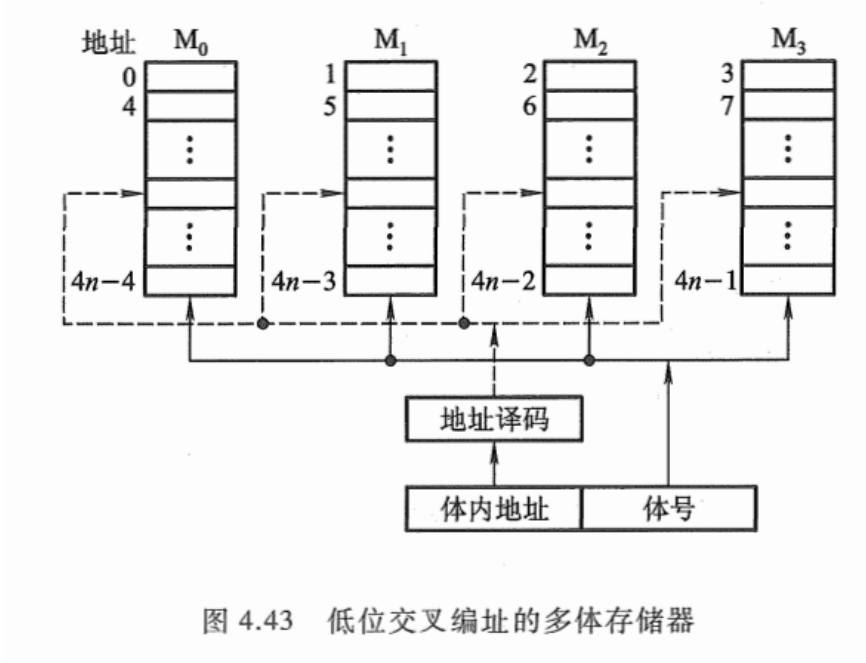 地址 M₀ M₁ M₂ M₃
0 1 2 3
4 5 6 7
4n−4 4n−3 4n−2 4n−1
地址译码
体内地址 体号
图 4.43 低位交叉编址的多体存储器